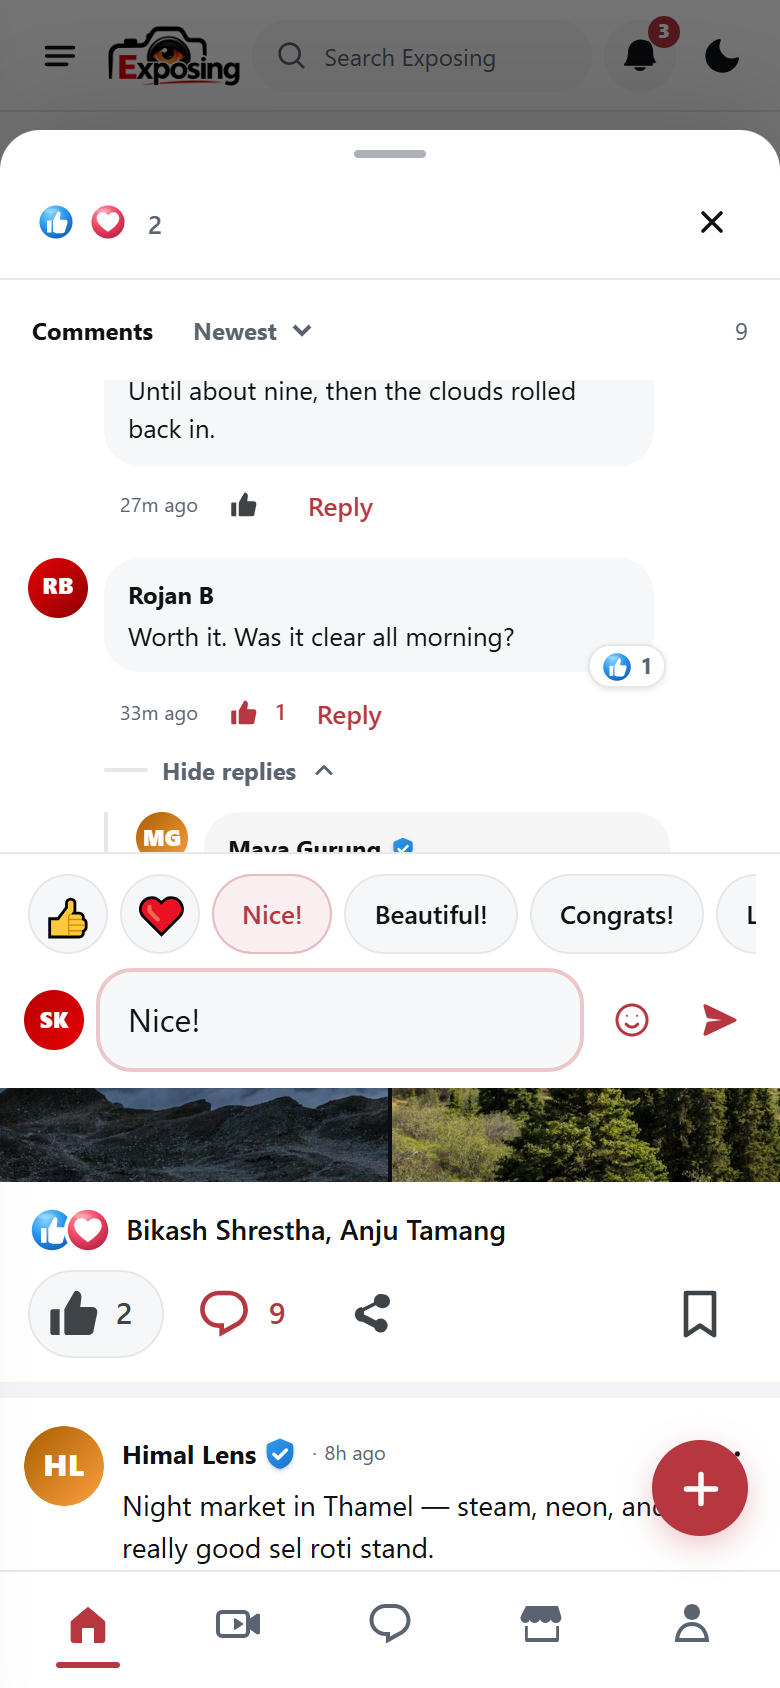 Exposing
Search Exposing
3
2
Comments
Newest
9
Until about nine, then the clouds rolled
back in.
27m ago
Reply
RB
Rojan B
Worth it. Was it clear all morning?
1
33m ago
1
Reply
Hide replies
MG
Maya Gurung
Nice!
Beautiful!
Congrats!
L
SK
Nice!
Bikash Shrestha, Anju Tamang
2
9
HL
Himal Lens
· 8h ago
Night market in Thamel — steam, neon, and
really good sel roti stand.